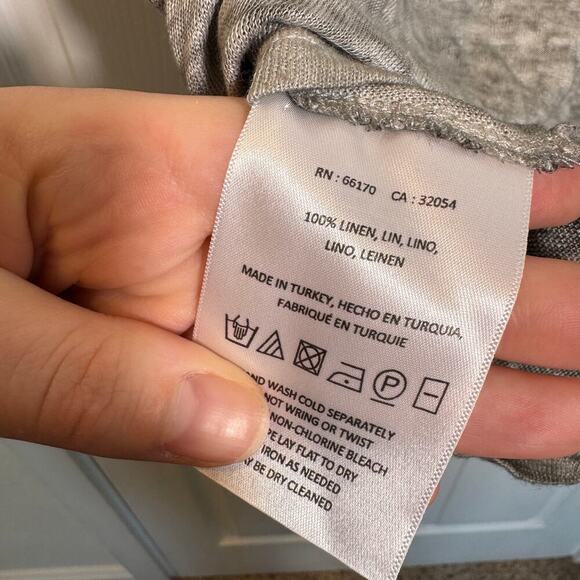 RN : 66170 CA : 32054
100% LINEN, LIN, LINO,
LINO, LEINEN
MADE IN TURKEY, HECHO EN TURQUIA,
FABRIQUÉ EN TURQUIE
P
WASH COLD SEPARATELY
WRING OR TWIST
NON-CHLORINE BLEACH
LAY FLAT TO DRY
IRON AS NEEDED
BE DRY CLEANED